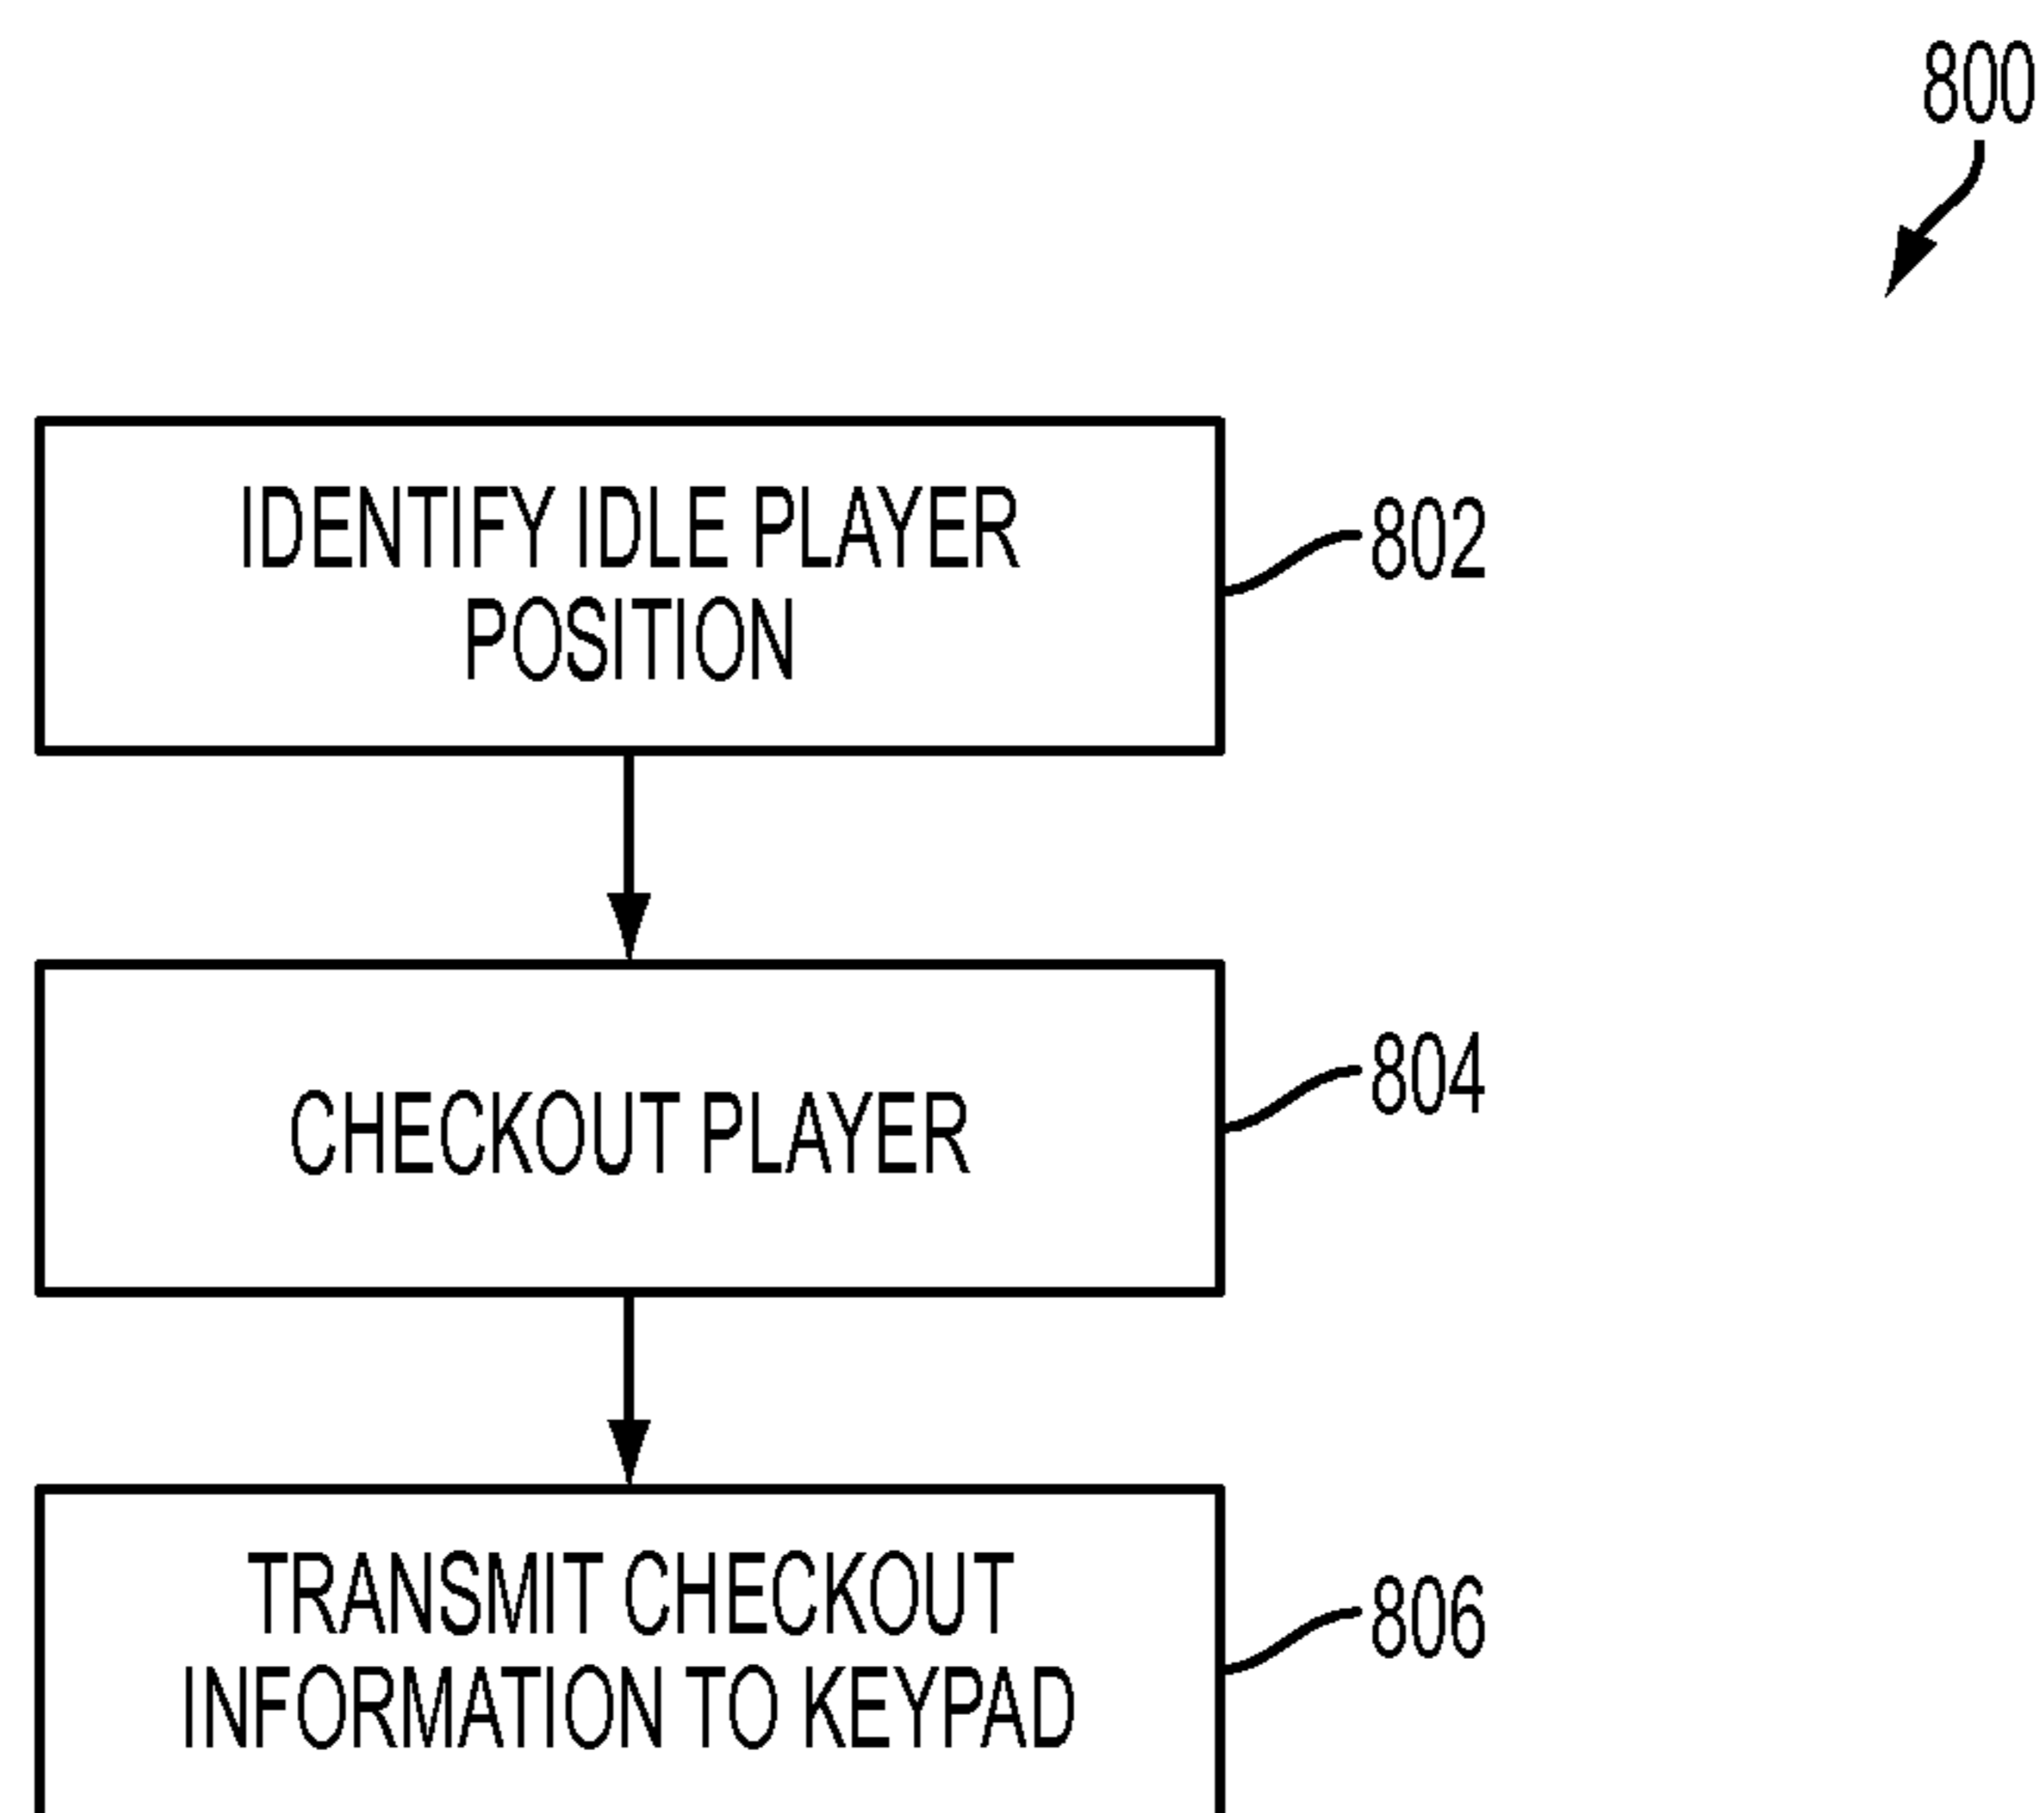 800
IDENTIFY IDLE PLAYER
POSITION
802
CHECKOUT PLAYER
804
TRANSMIT CHECKOUT
INFORMATION TO KEYPAD
806